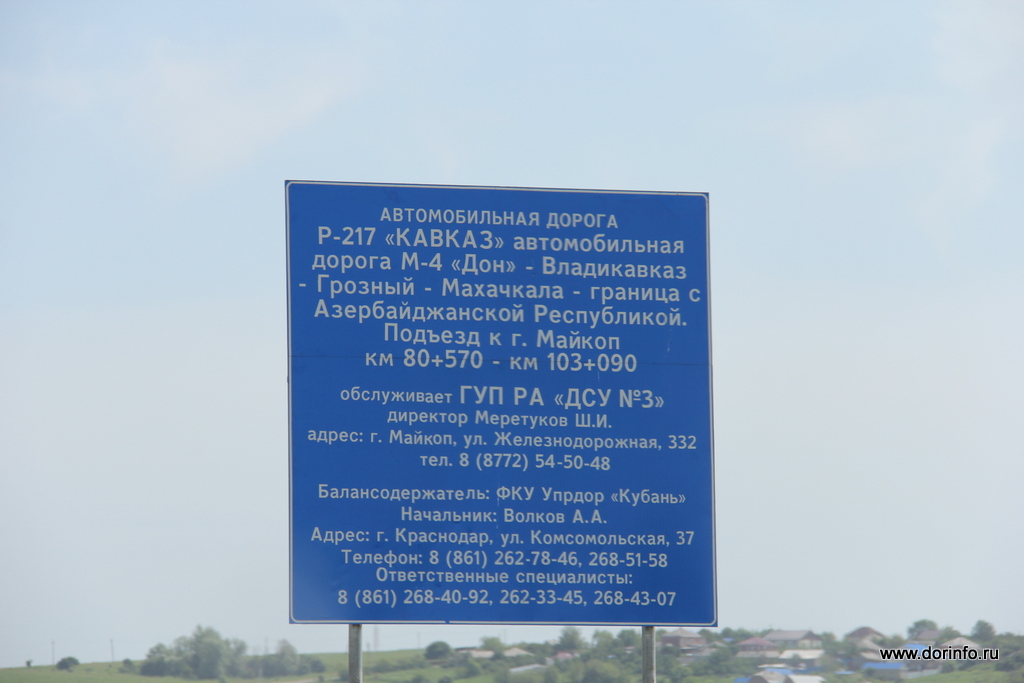 АВТОМОБИЛЬНАЯ ДОРОГА
Р-217 «КАВКАЗ» автомобильная
дорога М-4 «Дон» - Владикавказ
- Грозный - Махачкала - граница с
Азербайджанской Республикой.
Подъезд к г. Майкоп
км 80+570 - км 103+090
обслуживает ГУП РА «ДСУ №3»
директор Меретуков Ш.И.
адрес: г. Майкоп, ул. Железнодорожная, 332
тел. 8 (8772) 54-50-48
Балансодержатель: ФКУ Упрдор «Кубань»
Начальник: Волков А.А.
Адрес: г. Краснодар, ул. Комсомольская, 37
Телефон: 8 (861) 262-78-46, 268-51-58
Ответственные специалисты:
8 (861) 268-40-92, 262-33-45, 268-43-07
www.dorinfo.ru